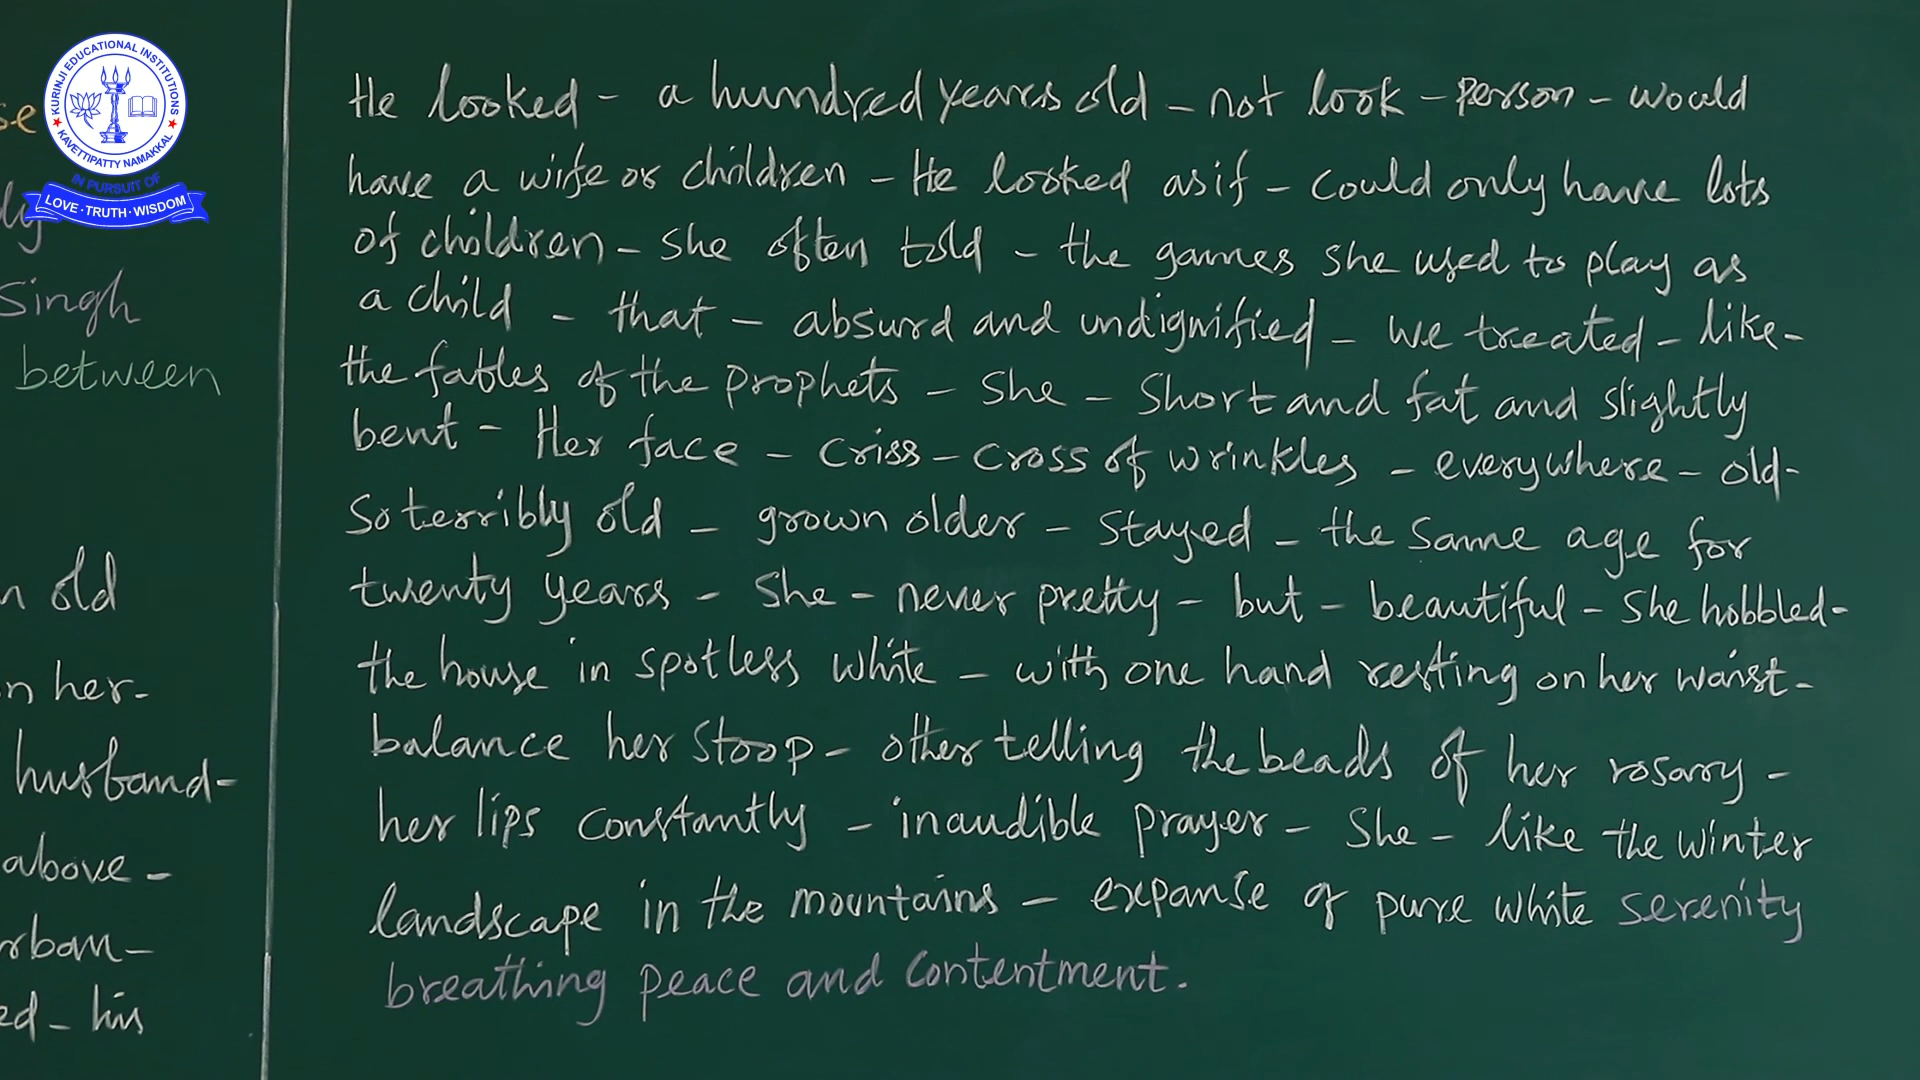 KURINJI EDUCATIONAL INSTITUTIONS
KAVETTIPATTY NAMAKKAL
IN PURSUIT OF
LOVE · TRUTH · WISDOM
se
ly
Singh
between
n old
n her-
husband-
above-
rban-
ed - his
He looked - a hundred years old - not look - person - would
have a wife or children - He looked as if - could only have lots
of children - she often told - the games she used to play as
a child - that - absurd and undignified - we treated - like-
the fables of the prophets - She - Short and fat and slightly
bent - Her face - criss - cross of wrinkles - everywhere - old-
So terribly old - grown older - Stayed - the same age for
twenty years - She - never pretty - but - beautiful - She hobbled-
the house in spotless white - with one hand resting on her waist-
balance her stoop - other telling the beads of her rosary -
her lips constantly - inaudible prayer - She - like the winter
landscape in the mountains - expanse of pure white serenity
breathing peace and contentment.